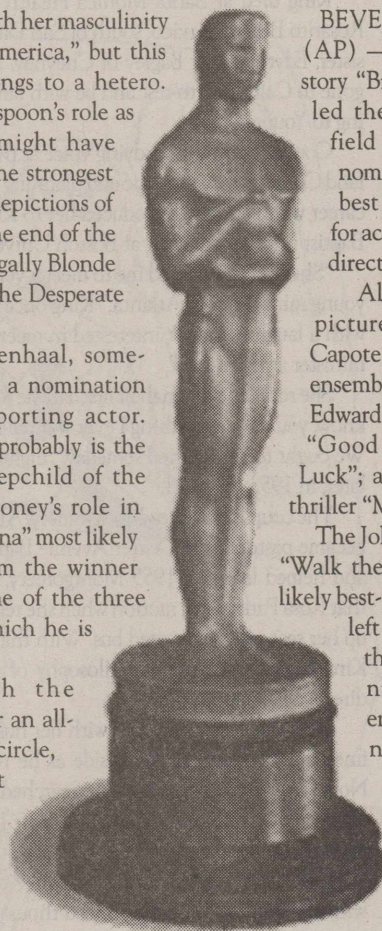 th her masculinity
merica," but this
ngs to a hetero.
spoon's role as
might have
ne strongest
epictions of
ne end of the
gally Blonde
he Desperate
enhaal, some-
a nomination
porting actor.
probably is the
epchild of the
oney's role in
na" most likely
m the winner
ne of the three
hich he is
h the
r an all-
circle,
t
BEVE
(AP) —
story "B
led the
field
nom
best
for ac
direct
Al
picture
Capote
ensemb
Edward
"Good
Luck"; a
thriller "M
The Jo
"Walk the
likely best-
left
th
n
er
n